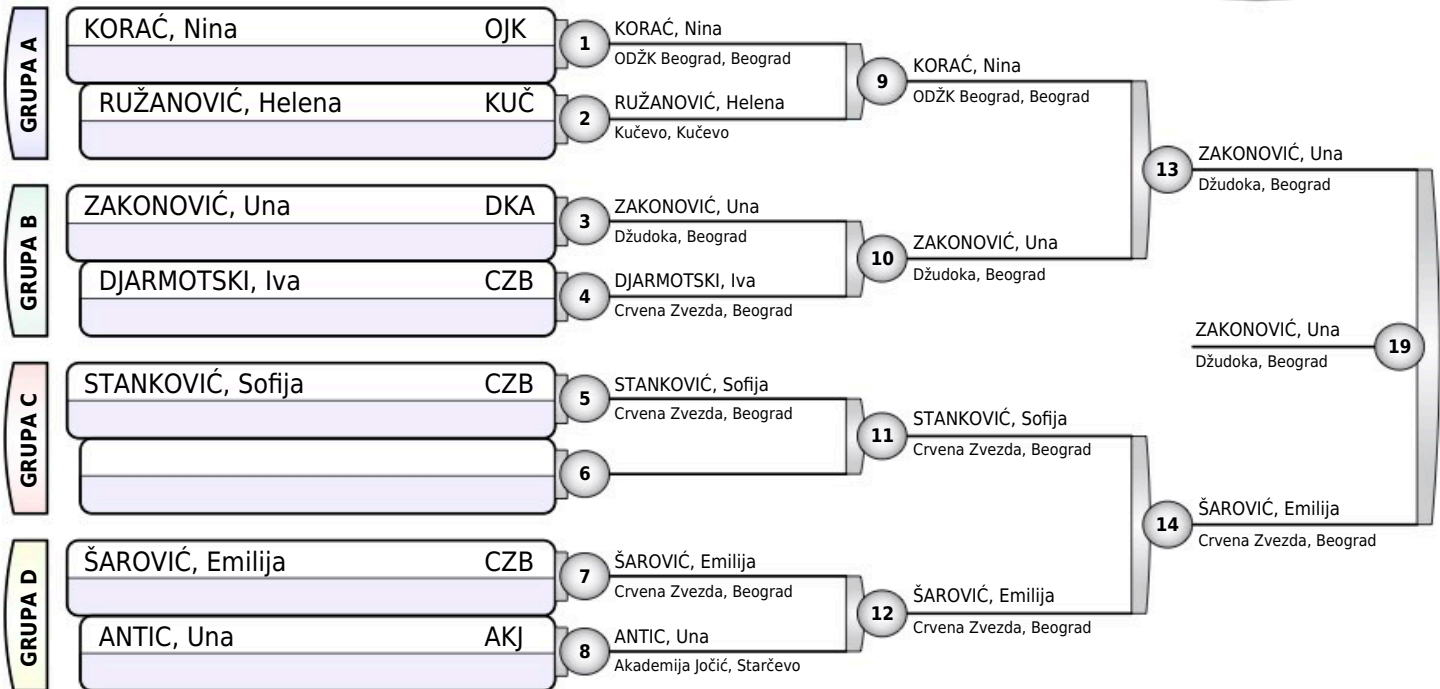 GRUPA A
KORAĆ, Nina OJK
RUŽANOVIĆ, Helena KUČ
1
KORAĆ, Nina
ODŽK Beograd, Beograd
2
RUŽANOVIĆ, Helena
Kučevo, Kučevo
9
KORAĆ, Nina
ODŽK Beograd, Beograd
GRUPA B
ZAKONOVIĆ, Una DKA
DJARMOTSKI, Iva CZB
3
ZAKONOVIĆ, Una
Džudoka, Beograd
4
DJARMOTSKI, Iva
Crvena Zvezda, Beograd
10
ZAKONOVIĆ, Una
Džudoka, Beograd
13
ZAKONOVIĆ, Una
Džudoka, Beograd
GRUPA C
STANKOVIĆ, Sofija CZB
5
STANKOVIĆ, Sofija
Crvena Zvezda, Beograd
6
11
STANKOVIĆ, Sofija
Crvena Zvezda, Beograd
GRUPA D
ŠAROVIĆ, Emilija CZB
ANTIC, Una AKJ
7
ŠAROVIĆ, Emilija
Crvena Zvezda, Beograd
8
ANTIC, Una
Akademija Jočić, Starčevo
12
ŠAROVIĆ, Emilija
Crvena Zvezda, Beograd
14
ŠAROVIĆ, Emilija
Crvena Zvezda, Beograd
ZAKONOVIĆ, Una
Džudoka, Beograd
19